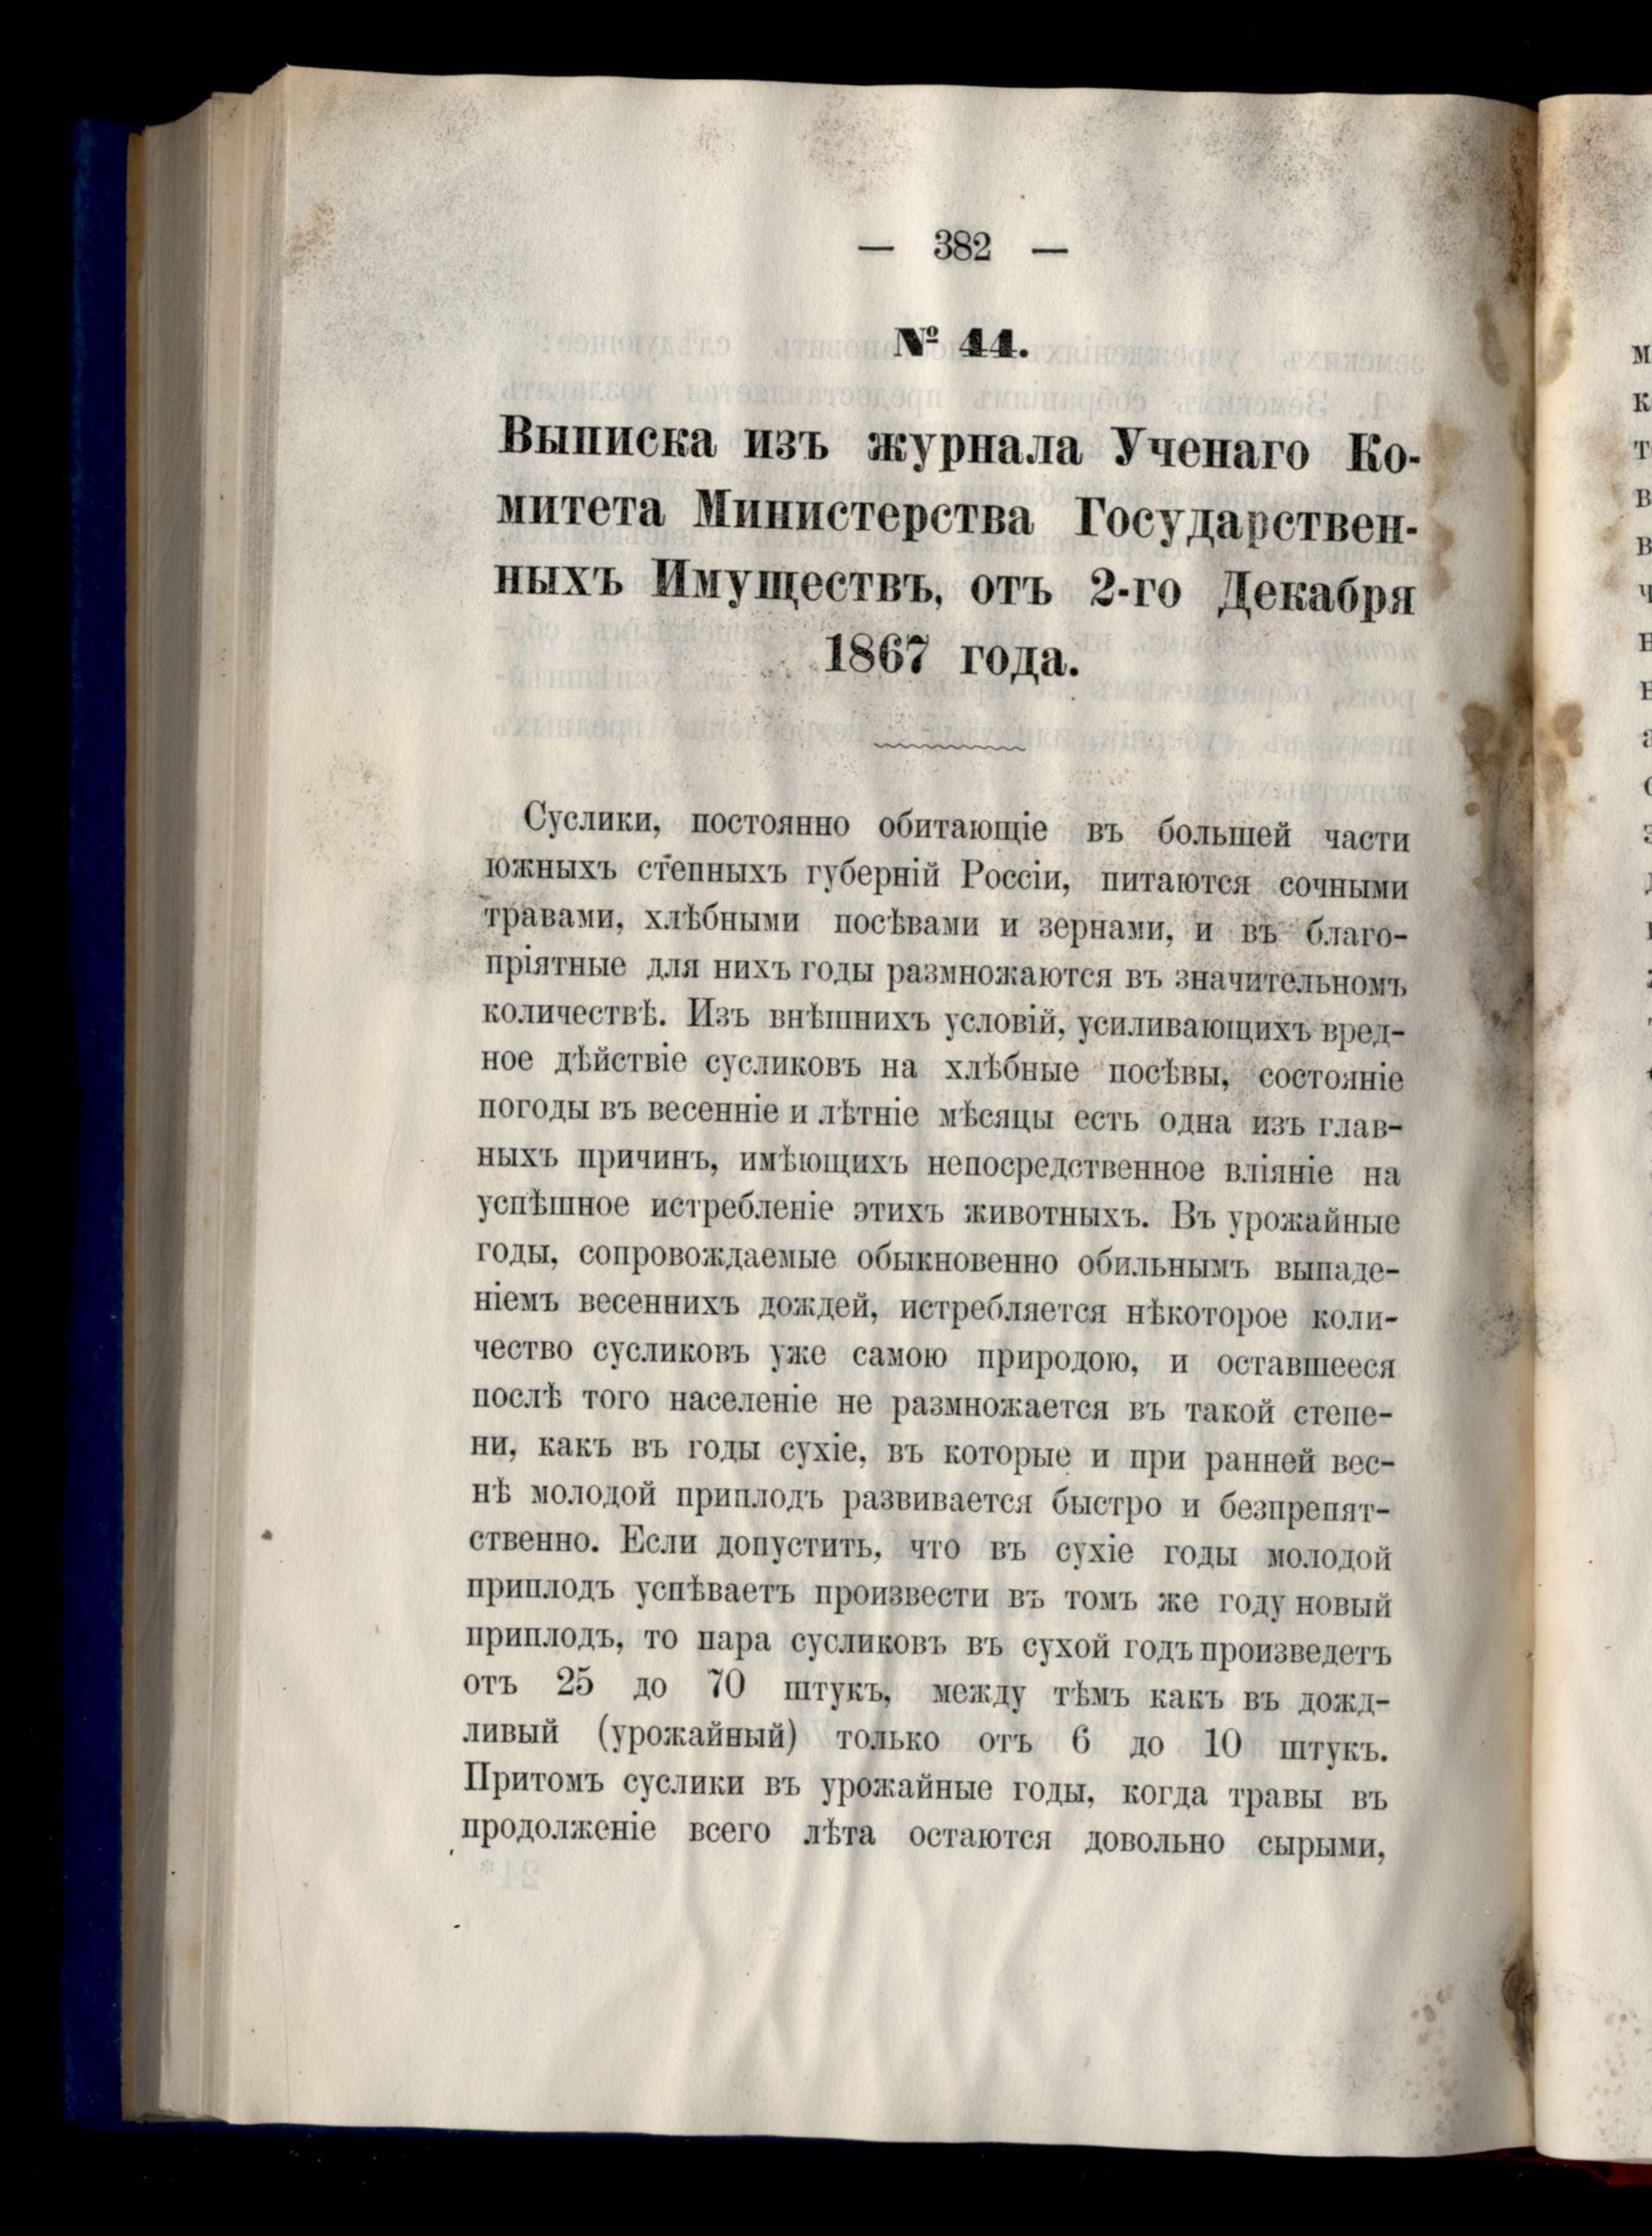 — 382 —
№ 44.
Выписка изъ журнала Ученаго Ко-
митета Министерства Государствен-
ныхъ Имуществъ, отъ 2-го Декабря
1867 года.
Суслики, постоянно обитающіе въ большей части
южныхъ степныхъ губерній Россіи, питаются сочными
травами, хлѣбными посѣвами и зернами, и въ благо-
пріятные для нихъ годы размножаются въ значительномъ
количествѣ. Изъ внѣшнихъ условій, усиливающихъ вред-
ное дѣйствіе сусликовъ на хлѣбные посѣвы, состояніе
погоды въ весенніе и лѣтніе мѣсяцы есть одна изъ глав-
ныхъ причинъ, имѣющихъ непосредственное вліяніе на
успѣшное истребленіе этихъ животныхъ. Въ урожайные
годы, сопровождаемые обыкновенно обильнымъ выпаде-
ніемъ весеннихъ дождей, истребляется нѣкоторое коли-
чество сусликовъ уже самою природою, и оставшееся
послѣ того населеніе не размножается въ такой степе-
ни, какъ въ годы сухіе, въ которые и при ранней вес-
нѣ молодой приплодъ развивается быстро и безпрепят-
ственно. Если допустить, что въ сухіе годы молодой
приплодъ успѣваетъ произвести въ томъ же году новый
приплодъ, то пара сусликовъ въ сухой годъ произведетъ
отъ 25 до 70 штукъ, между тѣмъ какъ въ дожд-
ливый (урожайный) только отъ 6 до 10 штукъ.
Притомъ суслики въ урожайные годы, когда травы въ
продолженіе всего лѣта остаются довольно сырыми,